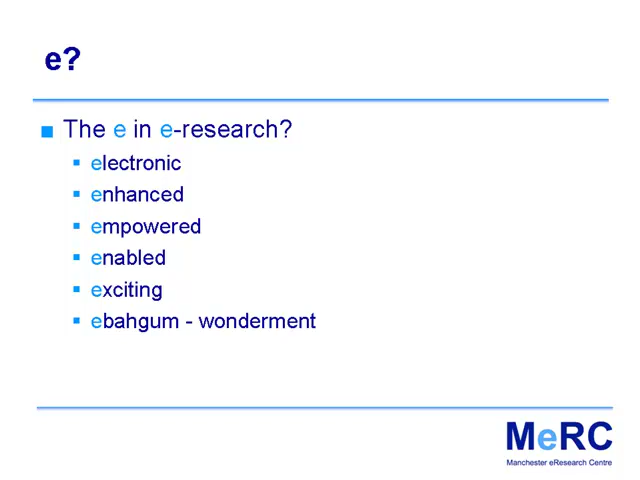 e?
The e in e-research?
electronic
enhanced
empowered
enabled
exciting
ebahgum - wonderment
MeRC
Manchester eResearch Centre